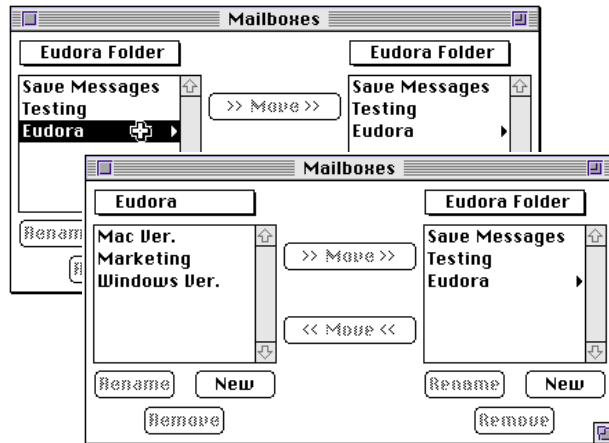 Mailboxes
Eudora Folder
Eudora Folder
Save Messages
Testing
Eudora
>> Move >>
Save Messages
Testing
Eudora
Mailboxes
Eudora
Eudora Folder
Mac Ver.
Marketing
Windows Ver.
>> Move >>
<< Move <<
Save Messages
Testing
Eudora
Rename
New
Remove
Rename
New
Remove